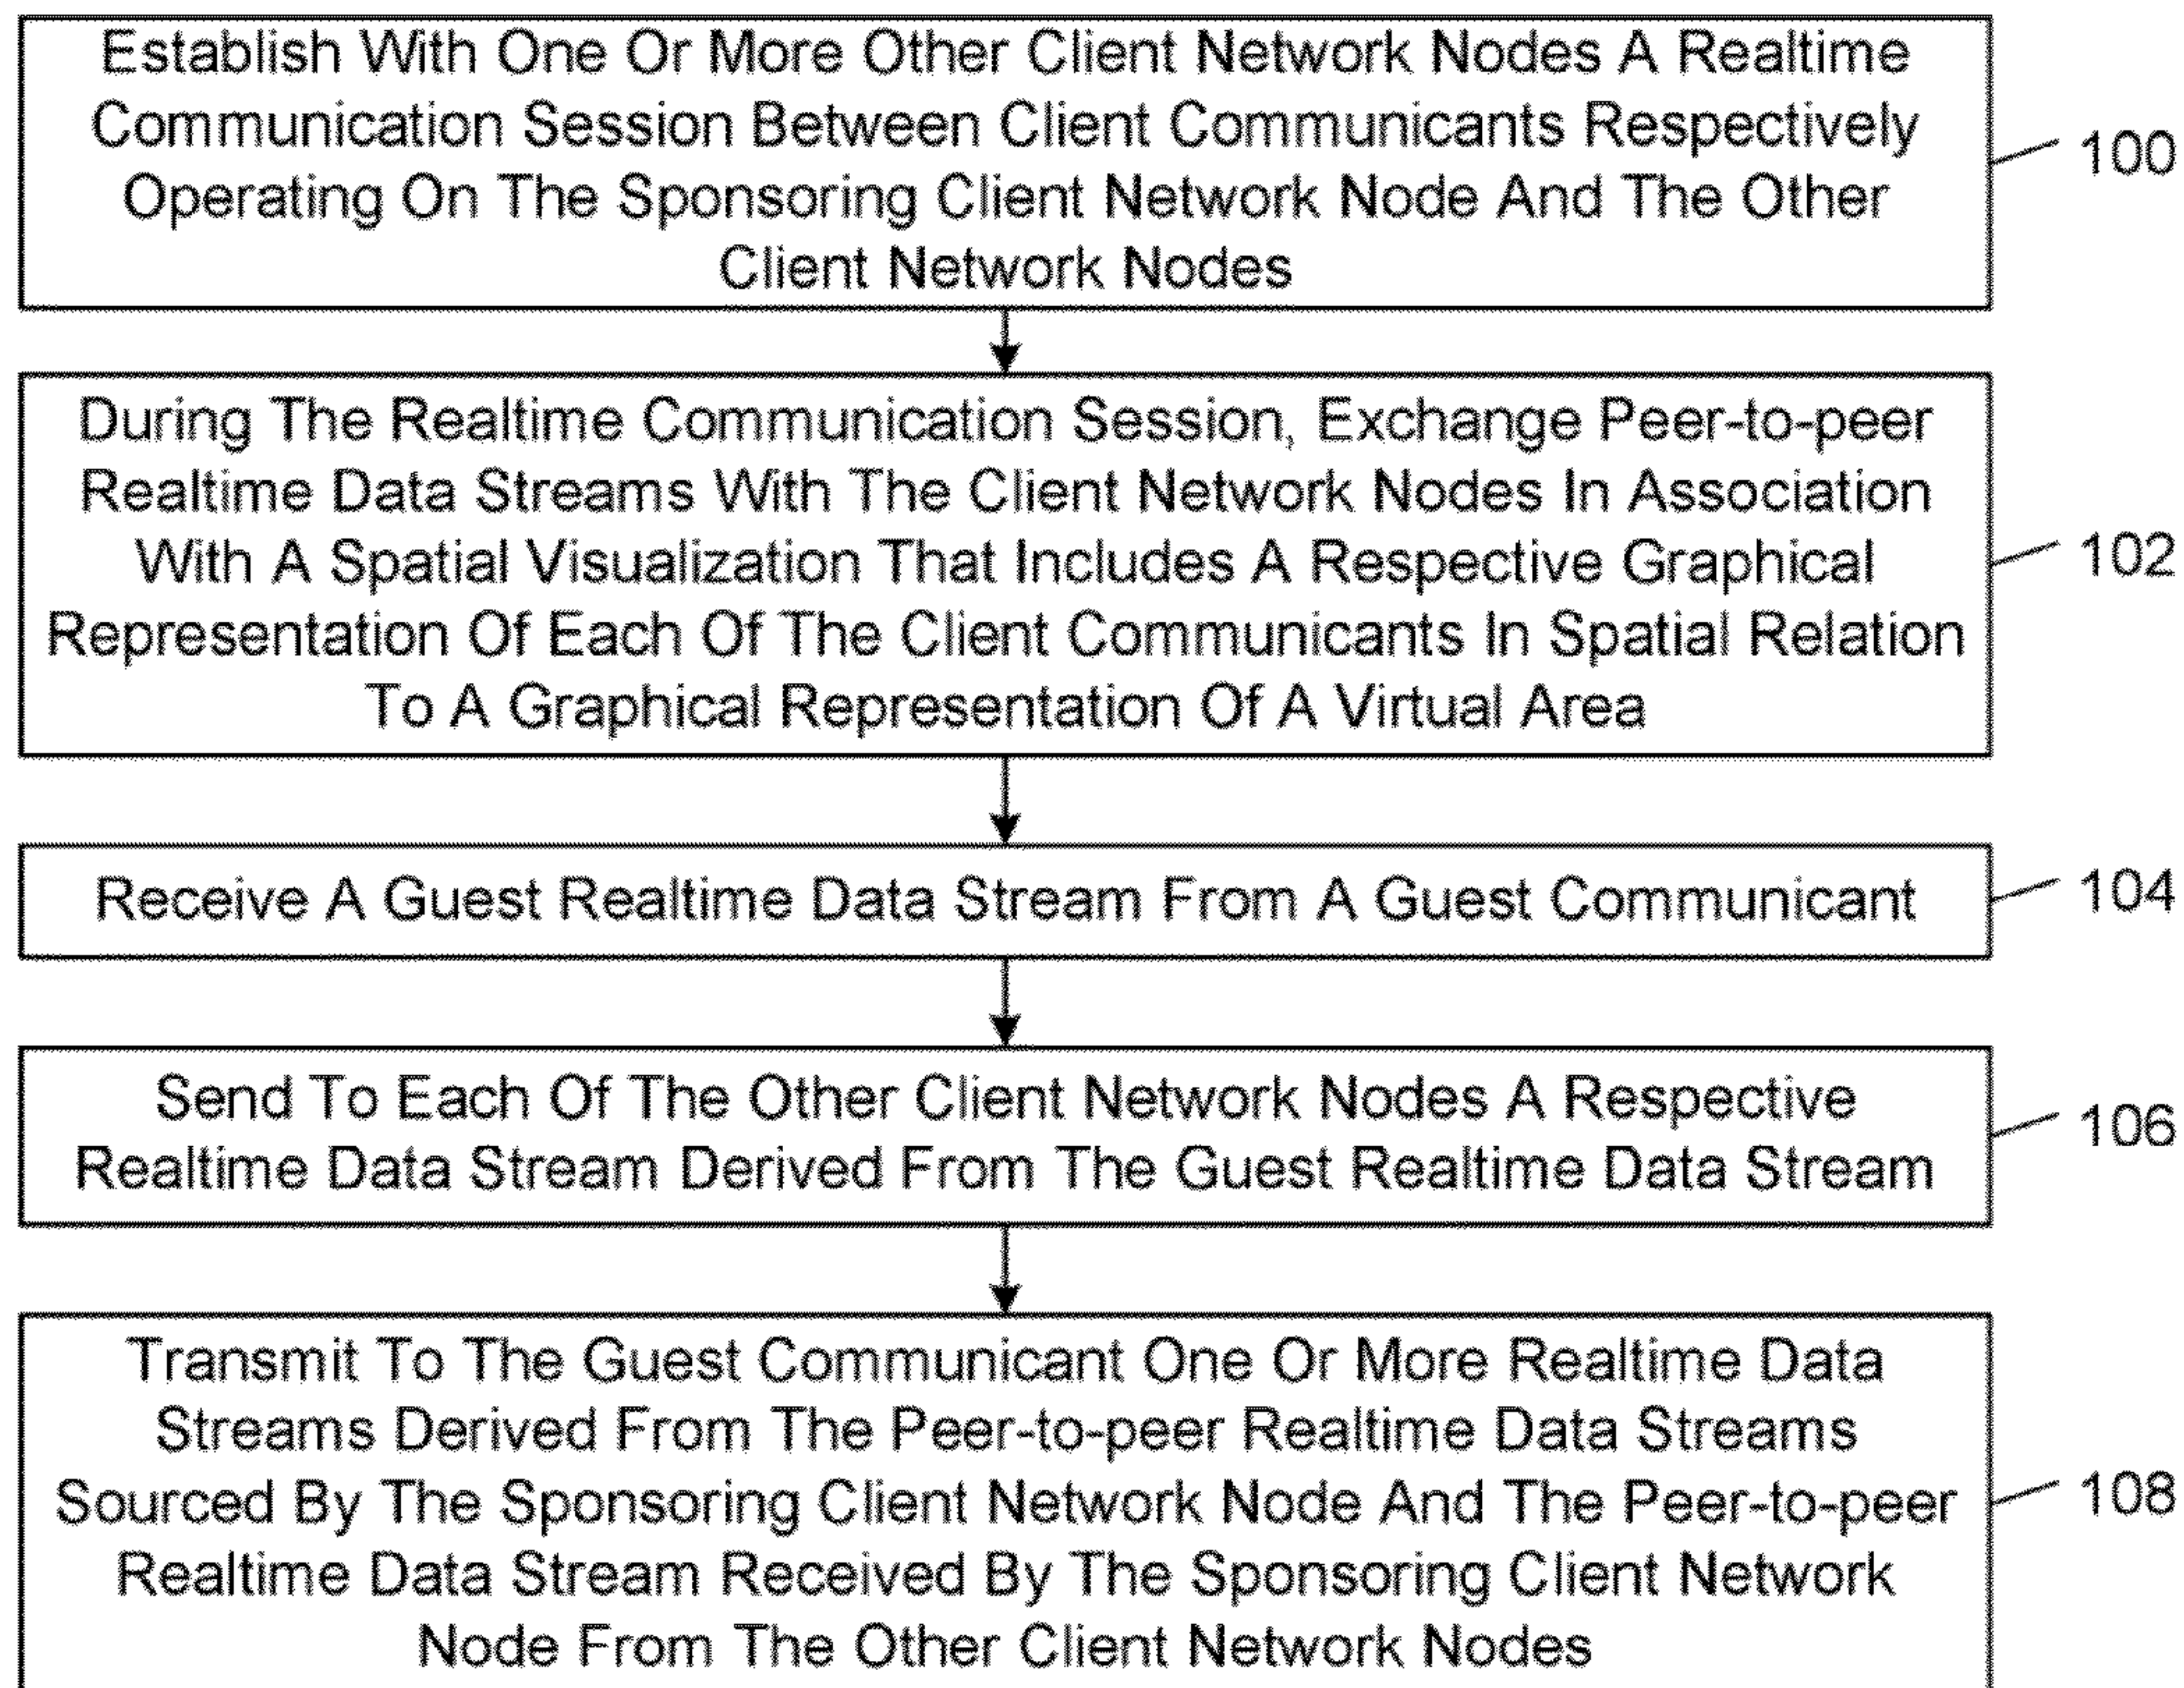 Establish With One Or More Other Client Network Nodes A Realtime
Communication Session Between Client Communicants Respectively
Operating On The Sponsoring Client Network Node And The Other
Client Network Nodes
100
During The Realtime Communication Session, Exchange Peer-to-peer
Realtime Data Streams With The Client Network Nodes In Association
With A Spatial Visualization That Includes A Respective Graphical
Representation Of Each Of The Client Communicants In Spatial Relation
To A Graphical Representation Of A Virtual Area
102
Receive A Guest Realtime Data Stream From A Guest Communicant
104
Send To Each Of The Other Client Network Nodes A Respective
Realtime Data Stream Derived From The Guest Realtime Data Stream
106
Transmit To The Guest Communicant One Or More Realtime Data
Streams Derived From The Peer-to-peer Realtime Data Streams
Sourced By The Sponsoring Client Network Node And The Peer-to-peer
Realtime Data Stream Received By The Sponsoring Client Network
Node From The Other Client Network Nodes
108